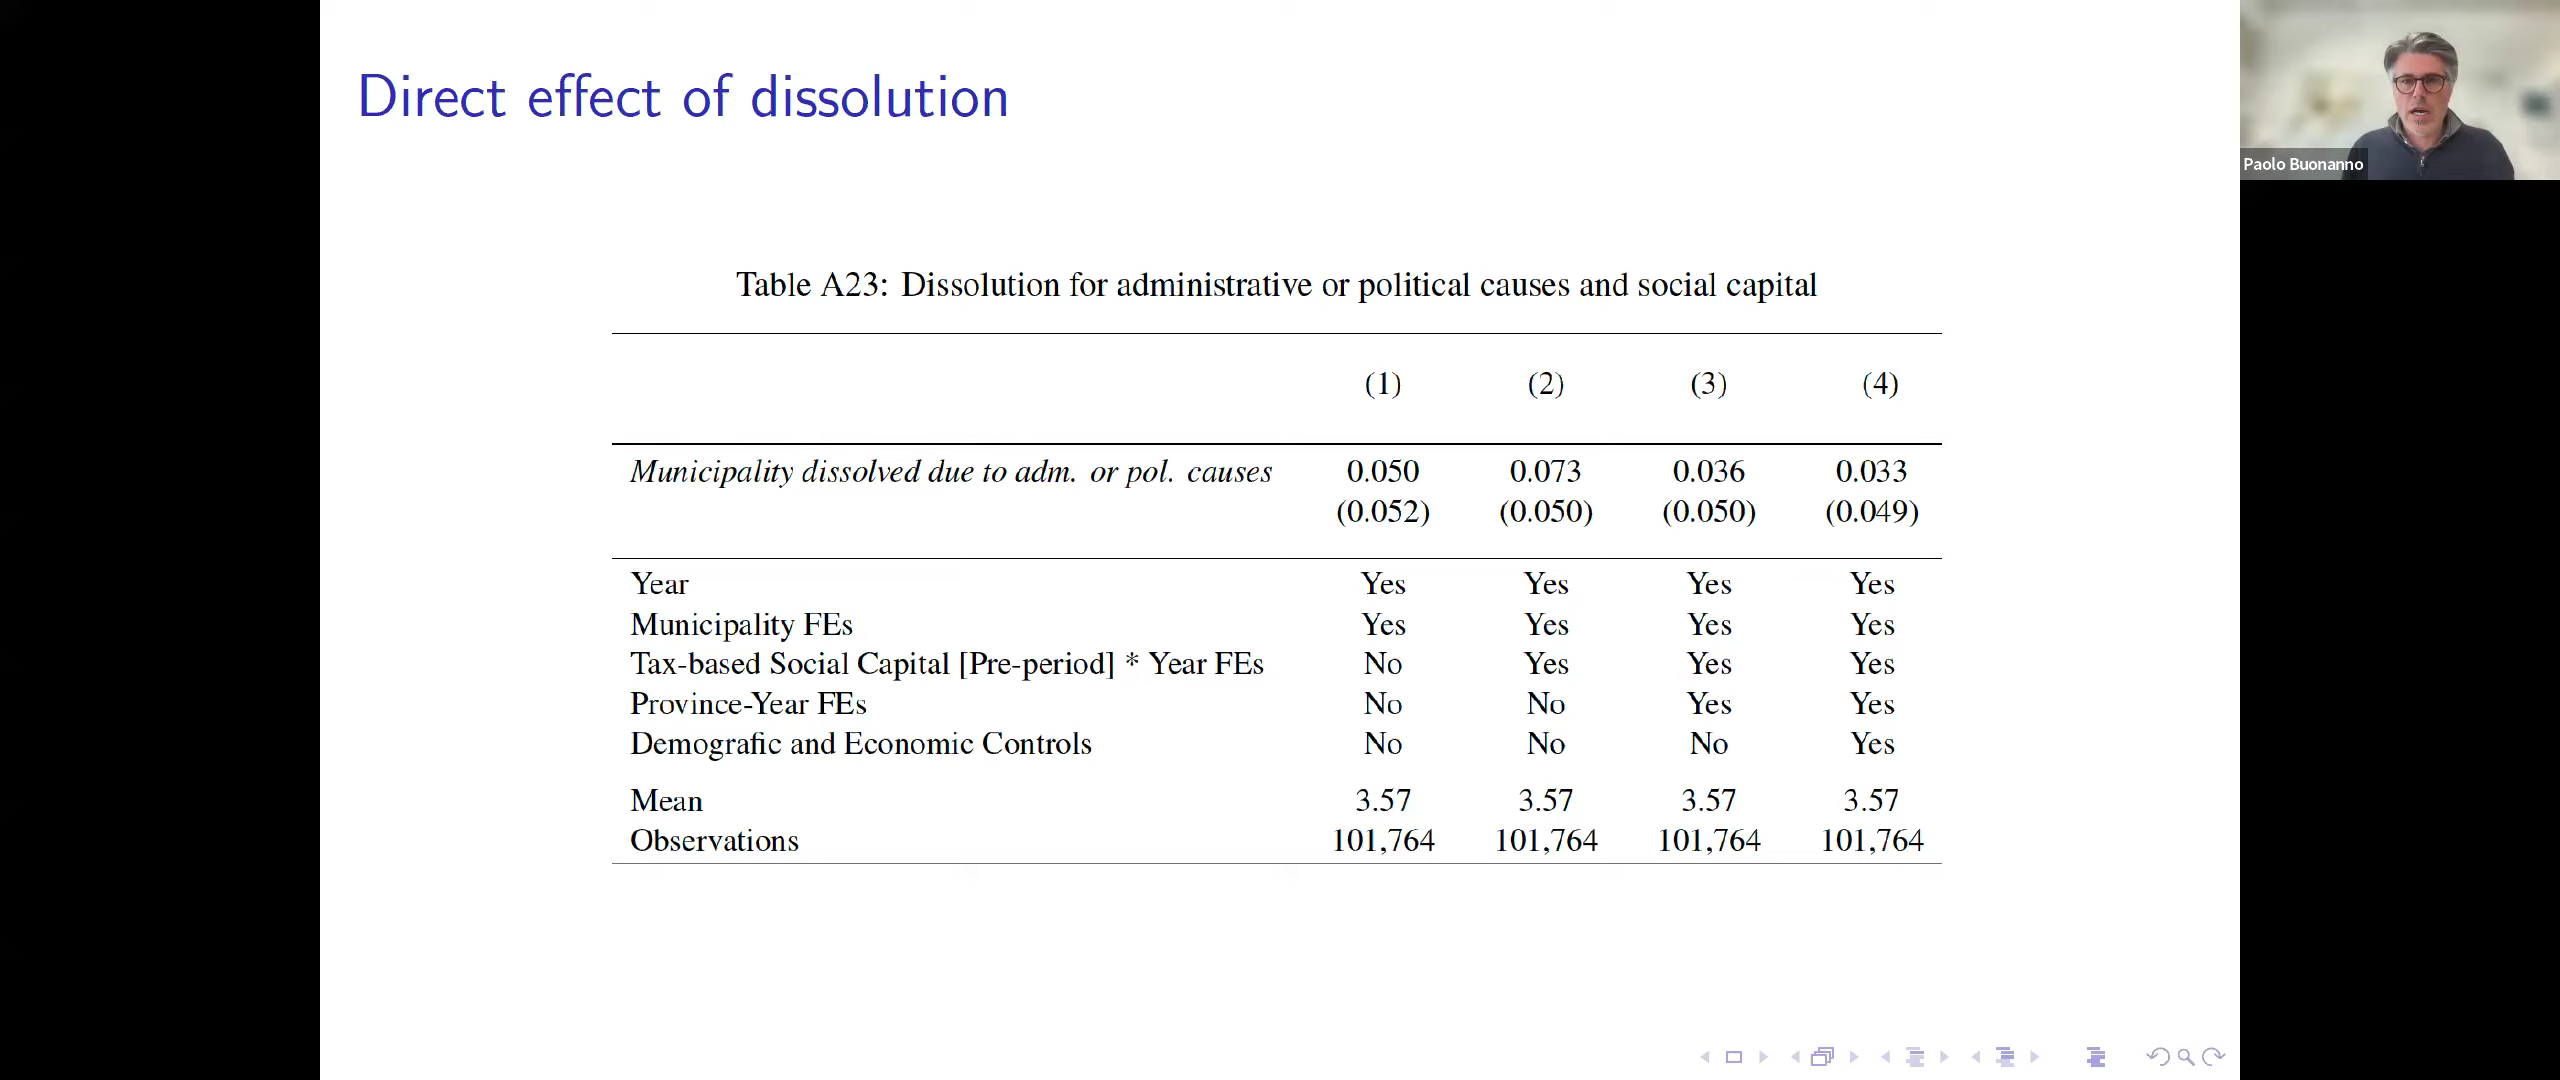 Direct effect of dissolution
Paolo Buonanno
Table A23: Dissolution for administrative or political causes and social capital
(1) (2) (3) (4)
Municipality dissolved due to adm. or pol. causes 0.050 0.073 0.036 0.033
(0.052) (0.050) (0.050) (0.049)
Year Yes Yes Yes Yes
Municipality FEs Yes Yes Yes Yes
Tax-based Social Capital [Pre-period] * Year FEs No Yes Yes Yes
Province-Year FEs No No Yes Yes
Demografic and Economic Controls No No No Yes
Mean 3.57 3.57 3.57 3.57
Observations 101,764 101,764 101,764 101,764